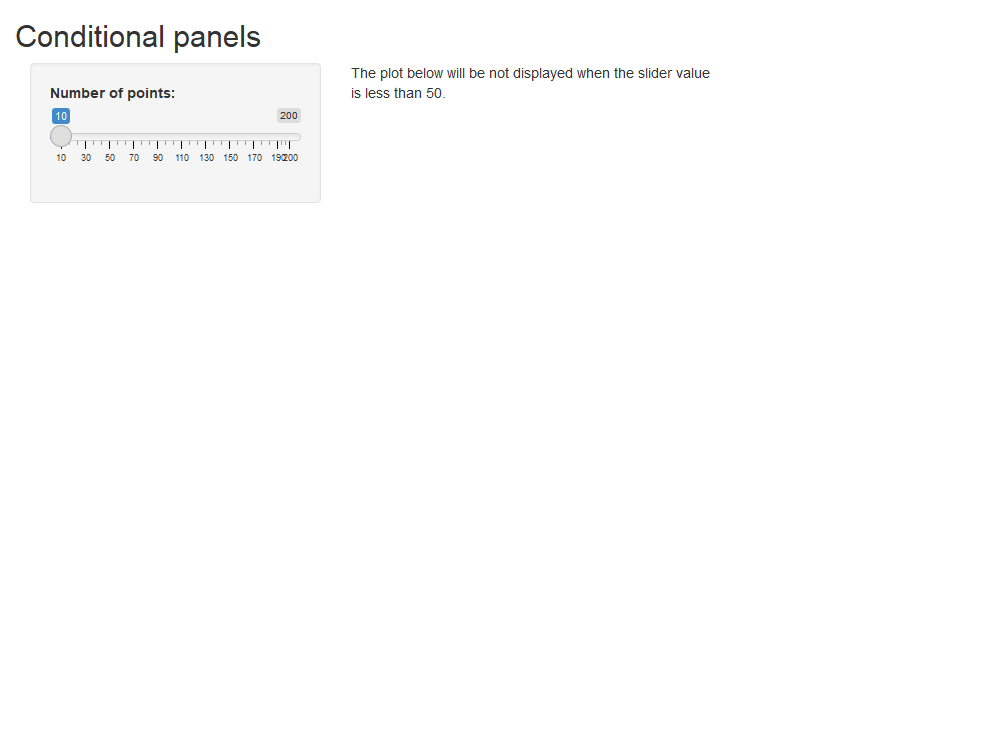 Conditional panels
Number of points:
10 200
10 30 50 70 90 110 130 150 170 190 200
The plot below will be not displayed when the slider value
is less than 50.